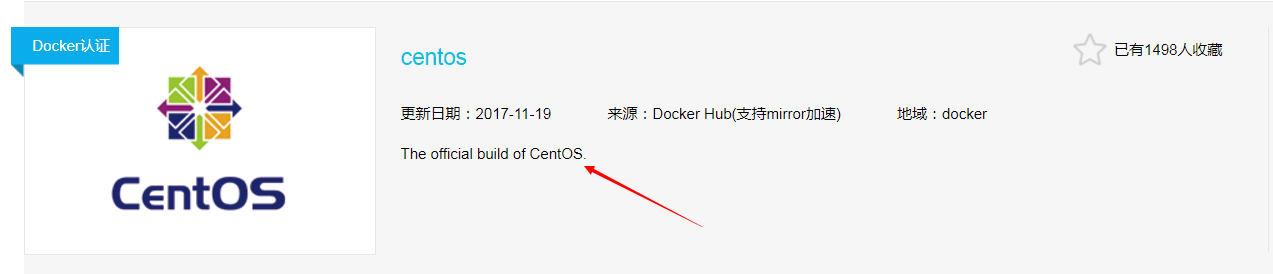 Docker认证
CentOS
centos
已有1498人收藏
更新日期：2017-11-19 来源：Docker Hub(支持mirror加速) 地域：docker
The official build of CentOS.